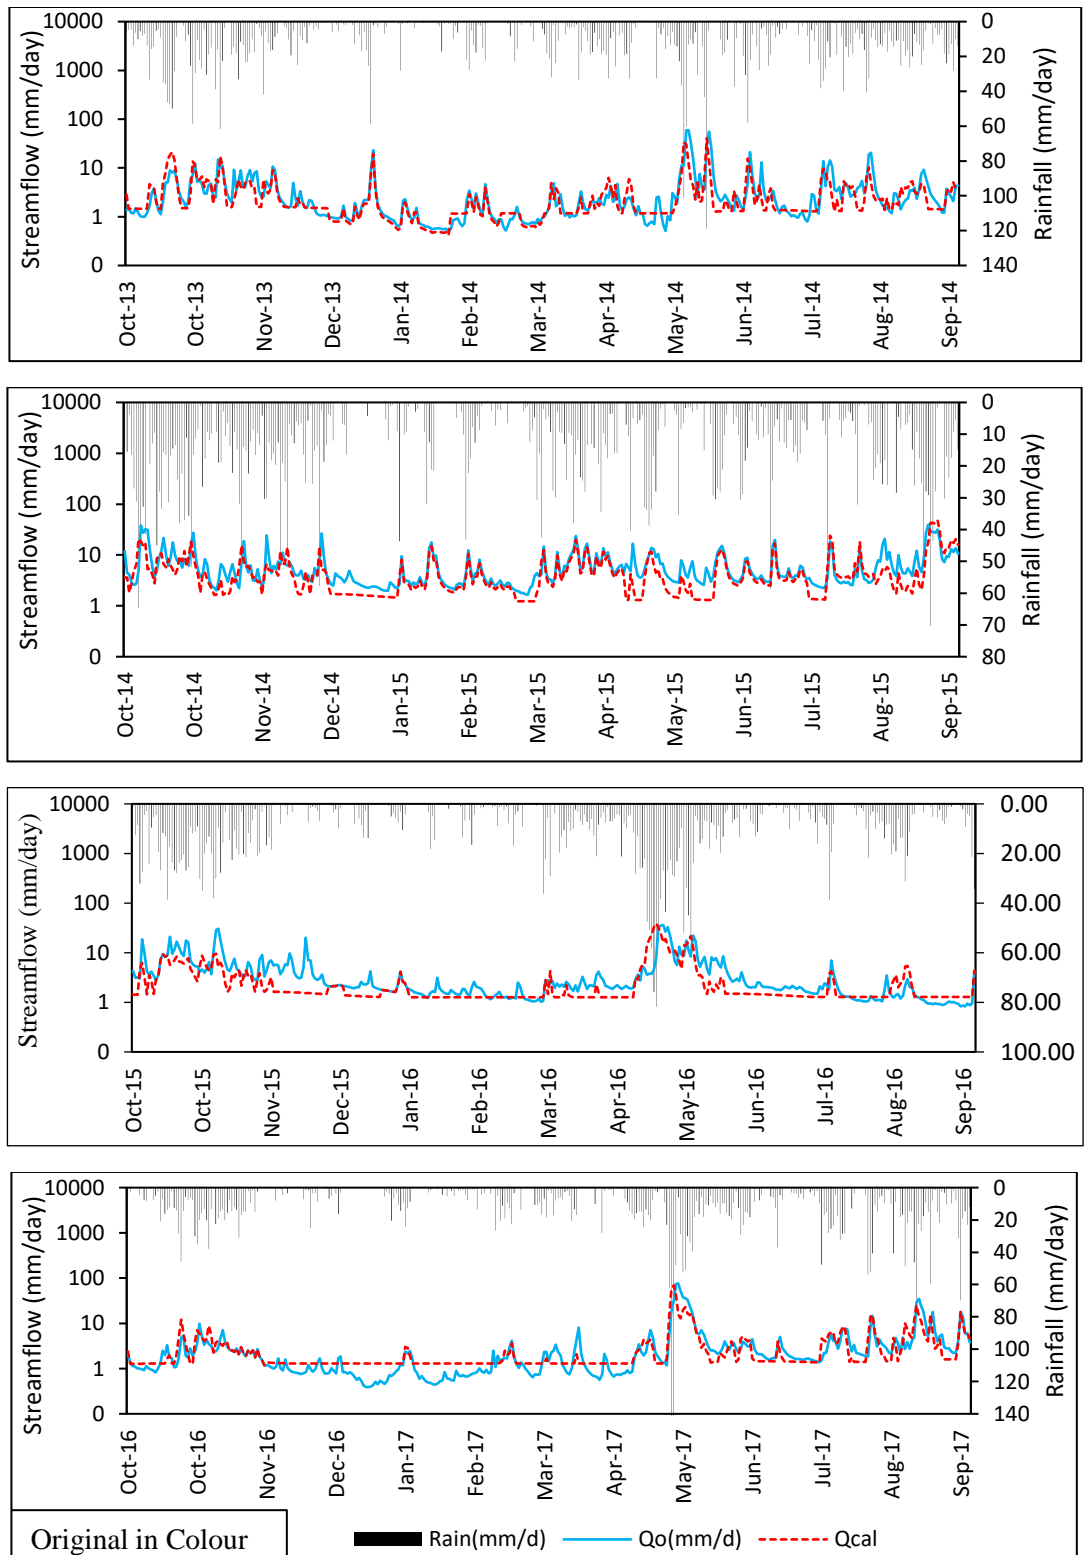 10000 1000 100 10 1 0
Streamflow (mm/day)
0 20 40 60 80 100 120 140
Rainfall (mm/day)
Oct-13 Oct-13 Nov-13 Dec-13 Jan-14 Feb-14 Mar-14 Apr-14 May-14 Jun-14 Jul-14 Aug-14 Sep-14
10000 1000 100 10 1 0
Streamflow (mm/day)
0 10 20 30 40 50 60 70 80
Rainfall (mm/day)
Oct-14 Oct-14 Nov-14 Dec-14 Jan-15 Feb-15 Mar-15 Apr-15 May-15 Jun-15 Jul-15 Aug-15 Sep-15
10000 1000 100 10 1 0
Streamflow (mm/day)
0.00 20.00 40.00 60.00 80.00 100.00
Oct-15 Oct-15 Nov-15 Dec-15 Jan-16 Feb-16 Mar-16 Apr-16 May-16 Jun-16 Jul-16 Aug-16 Sep-16
10000 1000 100 10 1 0
Streamflow (mm/day)
0 20 40 60 80 100 120 140
Rainfall (mm/day)
Oct-16 Oct-16 Nov-16 Dec-16 Jan-17 Feb-17 Mar-17 Apr-17 May-17 Jun-17 Jul-17 Aug-17 Sep-17
Original in Colour
Rain(mm/d) Qo(mm/d) Qcal